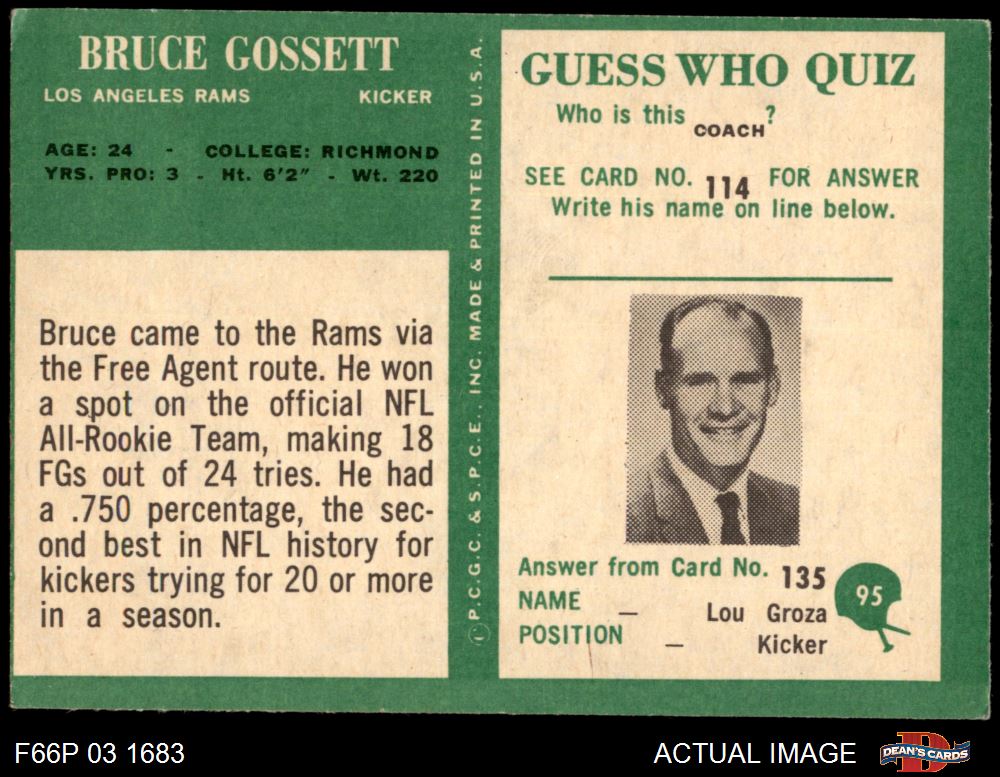 BRUCE GOSSETT
LOS ANGELES RAMS KICKER
AGE: 24 - COLLEGE: RICHMOND
YRS. PRO: 3 - Ht. 6'2" - Wt. 220
Bruce came to the Rams via
the Free Agent route. He won
a spot on the official NFL
All-Rookie Team, making 18
FGs out of 24 tries. He had
a .750 percentage, the sec-
ond best in NFL history for
kickers trying for 20 or more
in a season.
© P.C.G.C. & S.P.C.E., INC. MADE & PRINTED IN U.S.A.
GUESS WHO QUIZ
Who is this COACH?
SEE CARD NO. 114 FOR ANSWER
Write his name on line below.
Answer from Card No. 135
NAME — Lou Groza
POSITION — Kicker
95
F66P 03 1683
ACTUAL IMAGE
D
DEAN'S CARDS